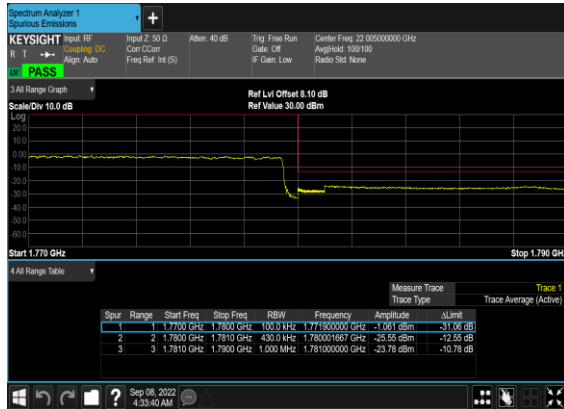 Spectrum Analyzer 1
Spurious Emissions
+
KEYSIGHT Input: RF Input Z: 50 Ω Atten: 40 dB Trig: Free Run Center Freq: 22.005000000 GHz
R T Coupling: DC Corr CCorr Gate: Off Avg|Hold: 100/100
Align: Auto Freq Ref: Int (S) IF Gain: Low Radio Std: None
PASS
3 All Range Graph
Ref Lvl Offset 8.10 dB
Scale/Div 10.0 dB Ref Value 30.00 dBm
Log
20.0
10.0
0.00
-10.0
-20.0
-30.0
-40.0
-50.0
-60.0
Start 1.770 GHz Stop 1.790 GH
4 All Range Table
Measure Trace Trace 1
Trace Type Trace Average (Active)
Spur Range Start Freq Stop Freq RBW Frequency Amplitude ΔLimit
1 1 1.7700 GHz 1.7800 GHz 100.0 kHz 1.771900000 GHz -1.061 dBm -31.06 dB
2 2 1.7800 GHz 1.7810 GHz 430.0 kHz 1.780001667 GHz -25.55 dBm -12.55 dB
3 3 1.7810 GHz 1.7900 GHz 1.000 MHz 1.781000000 GHz -23.78 dBm -10.78 dB
? Sep 08, 2022
4:33:40 AM